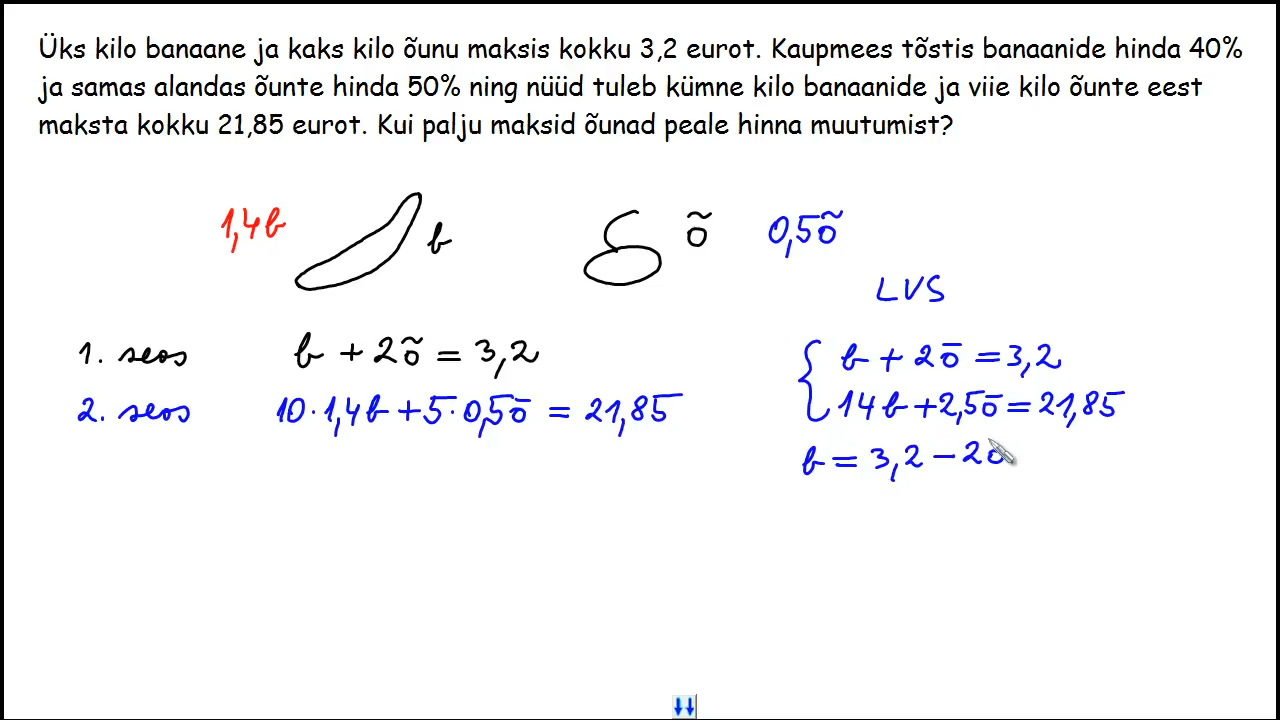 Üks kilo banaane ja kaks kilo õunu maksis kokku 3,2 eurot. Kaupmees tõstis banaanide hinda 40%
ja samas alandas õunte hinda 50% ning nüüd tuleb kümne kilo banaanide ja viie kilo õunte eest
maksta kokku 21,85 eurot. Kui palju maksid õunad peale hinna muutumist?
1,4b b õ 0,5õ
LVS
1. seos b + 2õ = 3,2
2. seos 10·1,4b + 5·0,5õ = 21,85
{ b + 2õ = 3,2
14b + 2,5õ = 21,85
b = 3,2 − 2õ